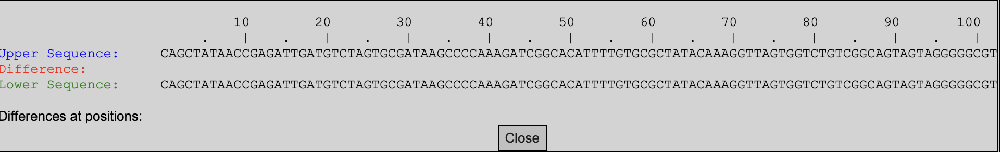 10 20 30 40 50 60 70 80 90 100
. | . | . | . | . | . | . | . | . | . |
Upper Sequence: CAGCTATAACCGAGATTGATGTCTAGTGCGATAAGCCCCAAAGATCGGCACATTTTGTGCGCTATACAAAGGTTAGTGGTCTGTCGGCAGTAGTAGGGGGCGT
Difference:
Lower Sequence: CAGCTATAACCGAGATTGATGTCTAGTGCGATAAGCCCCAAAGATCGGCACATTTTGTGCGCTATACAAAGGTTAGTGGTCTGTCGGCAGTAGTAGGGGGCGT
Differences at positions:
Close